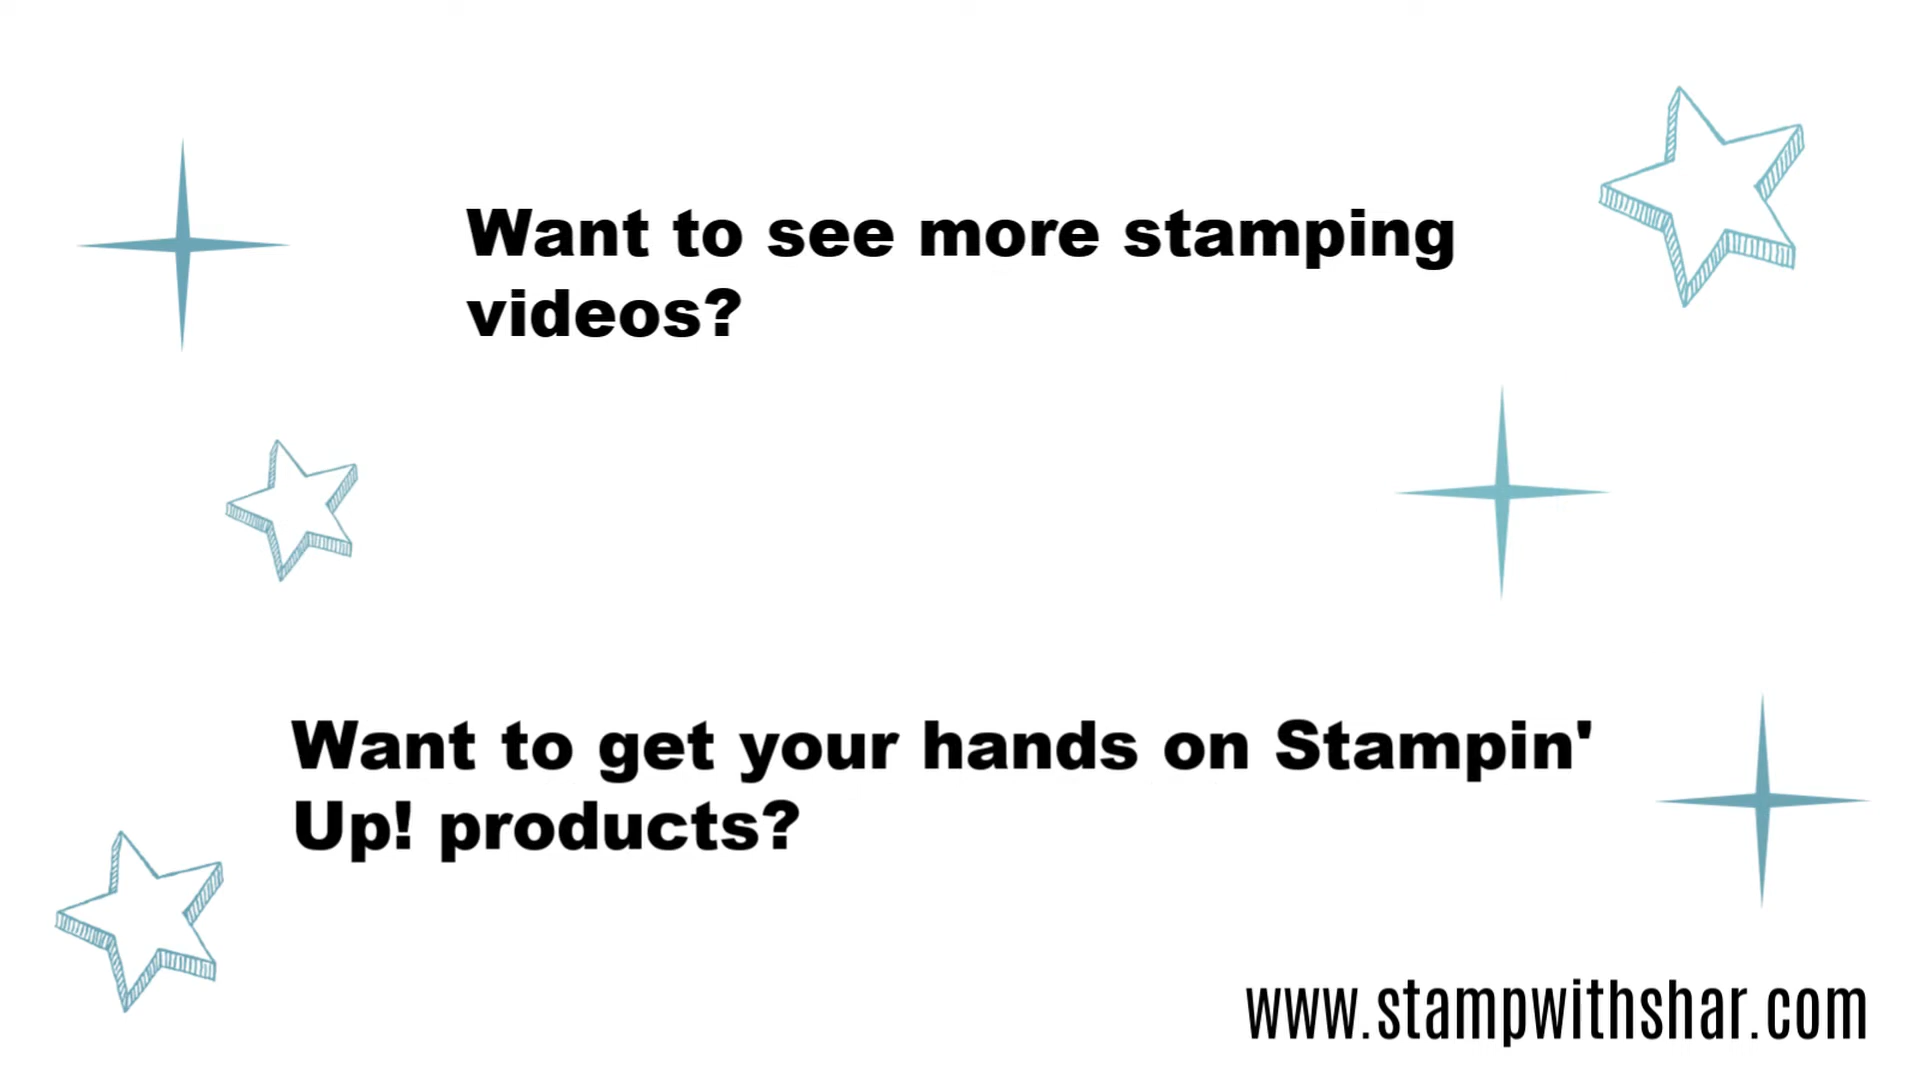 Want to see more stamping
videos?
Want to get your hands on Stampin'
Up! products?
www.stampwithshar.com